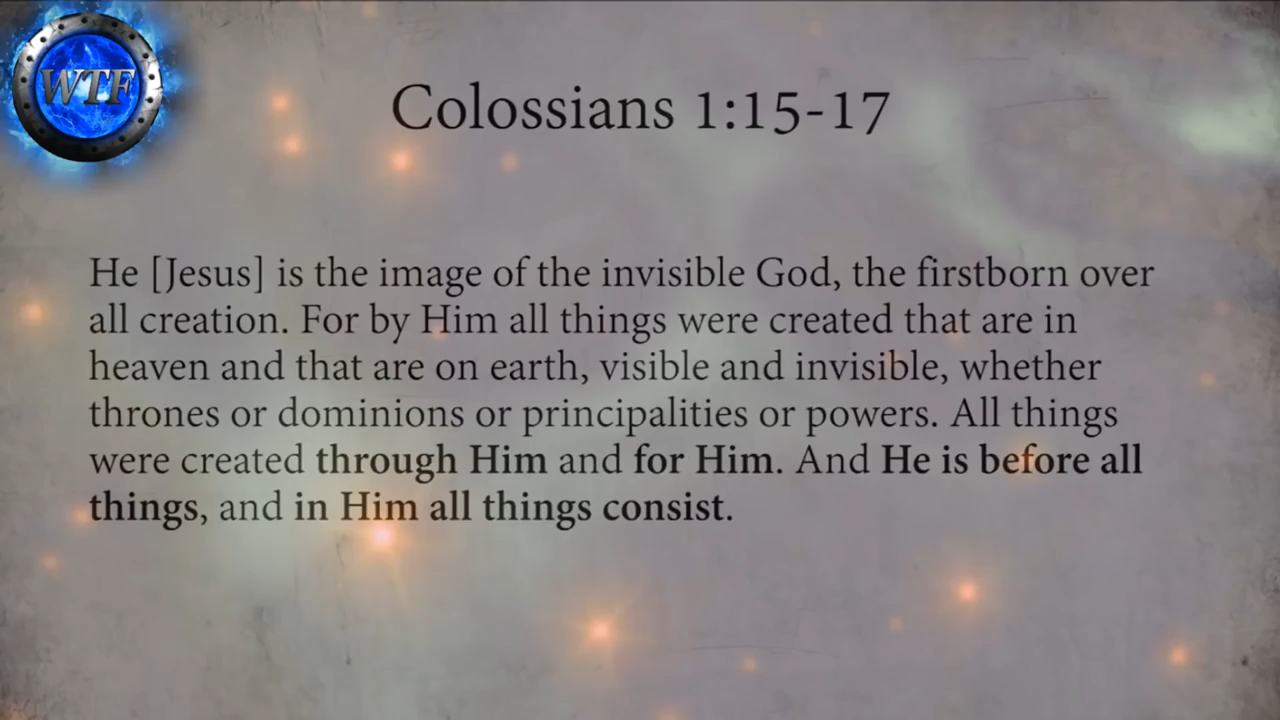 WTF
Colossians 1:15-17
He [Jesus] is the image of the invisible God, the firstborn over
all creation. For by Him all things were created that are in
heaven and that are on earth, visible and invisible, whether
thrones or dominions or principalities or powers. All things
were created through Him and for Him. And He is before all
things, and in Him all things consist.